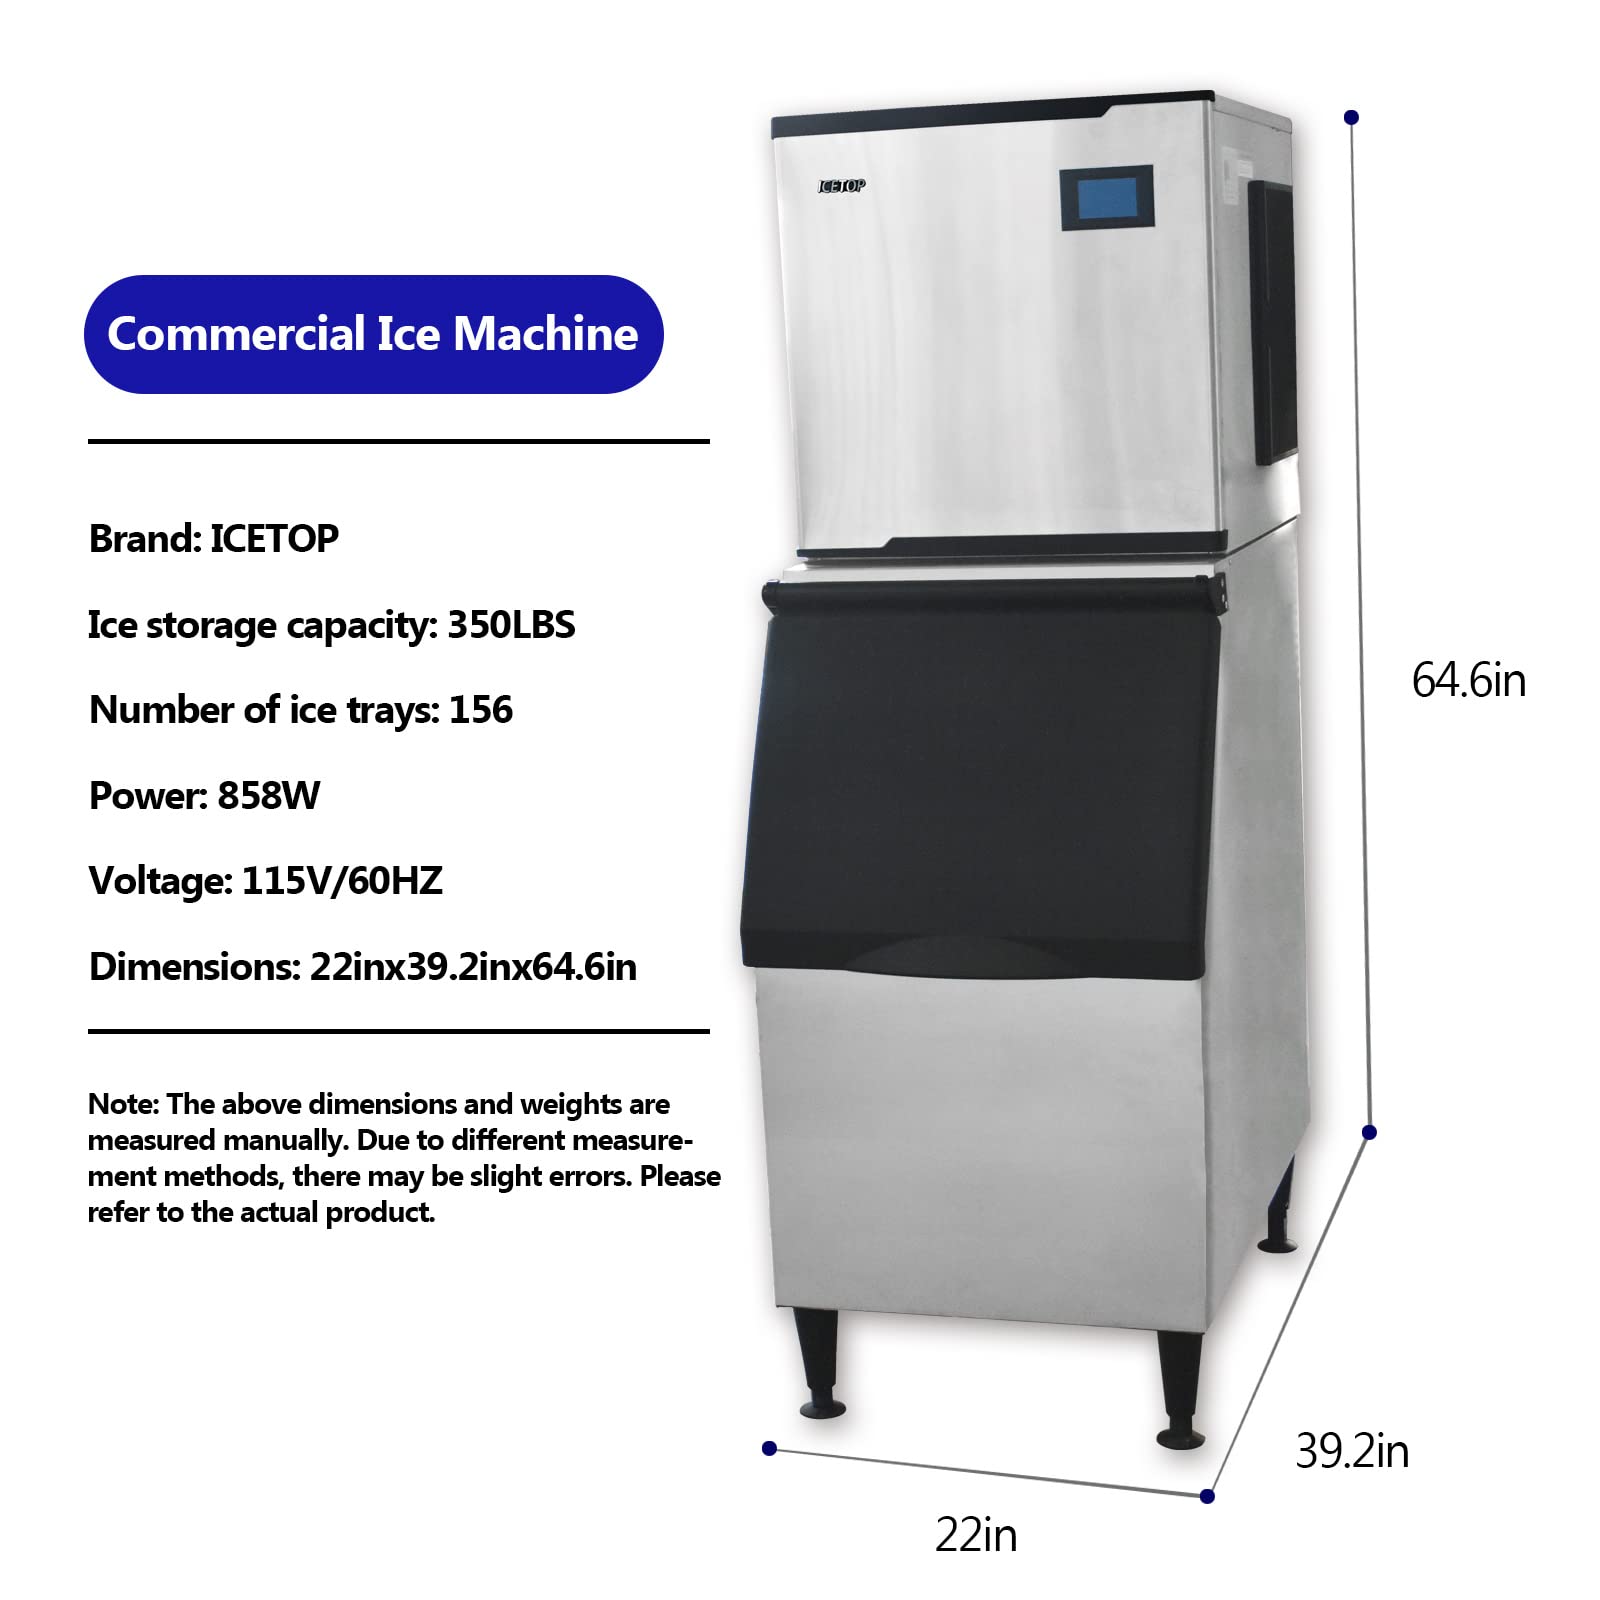 ICETOP
Commercial Ice Machine
Brand: ICETOP
Ice storage capacity: 350LBS
Number of ice trays: 156
Power: 858W
Voltage: 115V/60HZ
Dimensions: 22inx39.2inx64.6in
Note: The above dimensions and weights are
measured manually. Due to different measure-
ment methods, there may be slight errors. Please
refer to the actual product.
64.6in
39.2in
22in